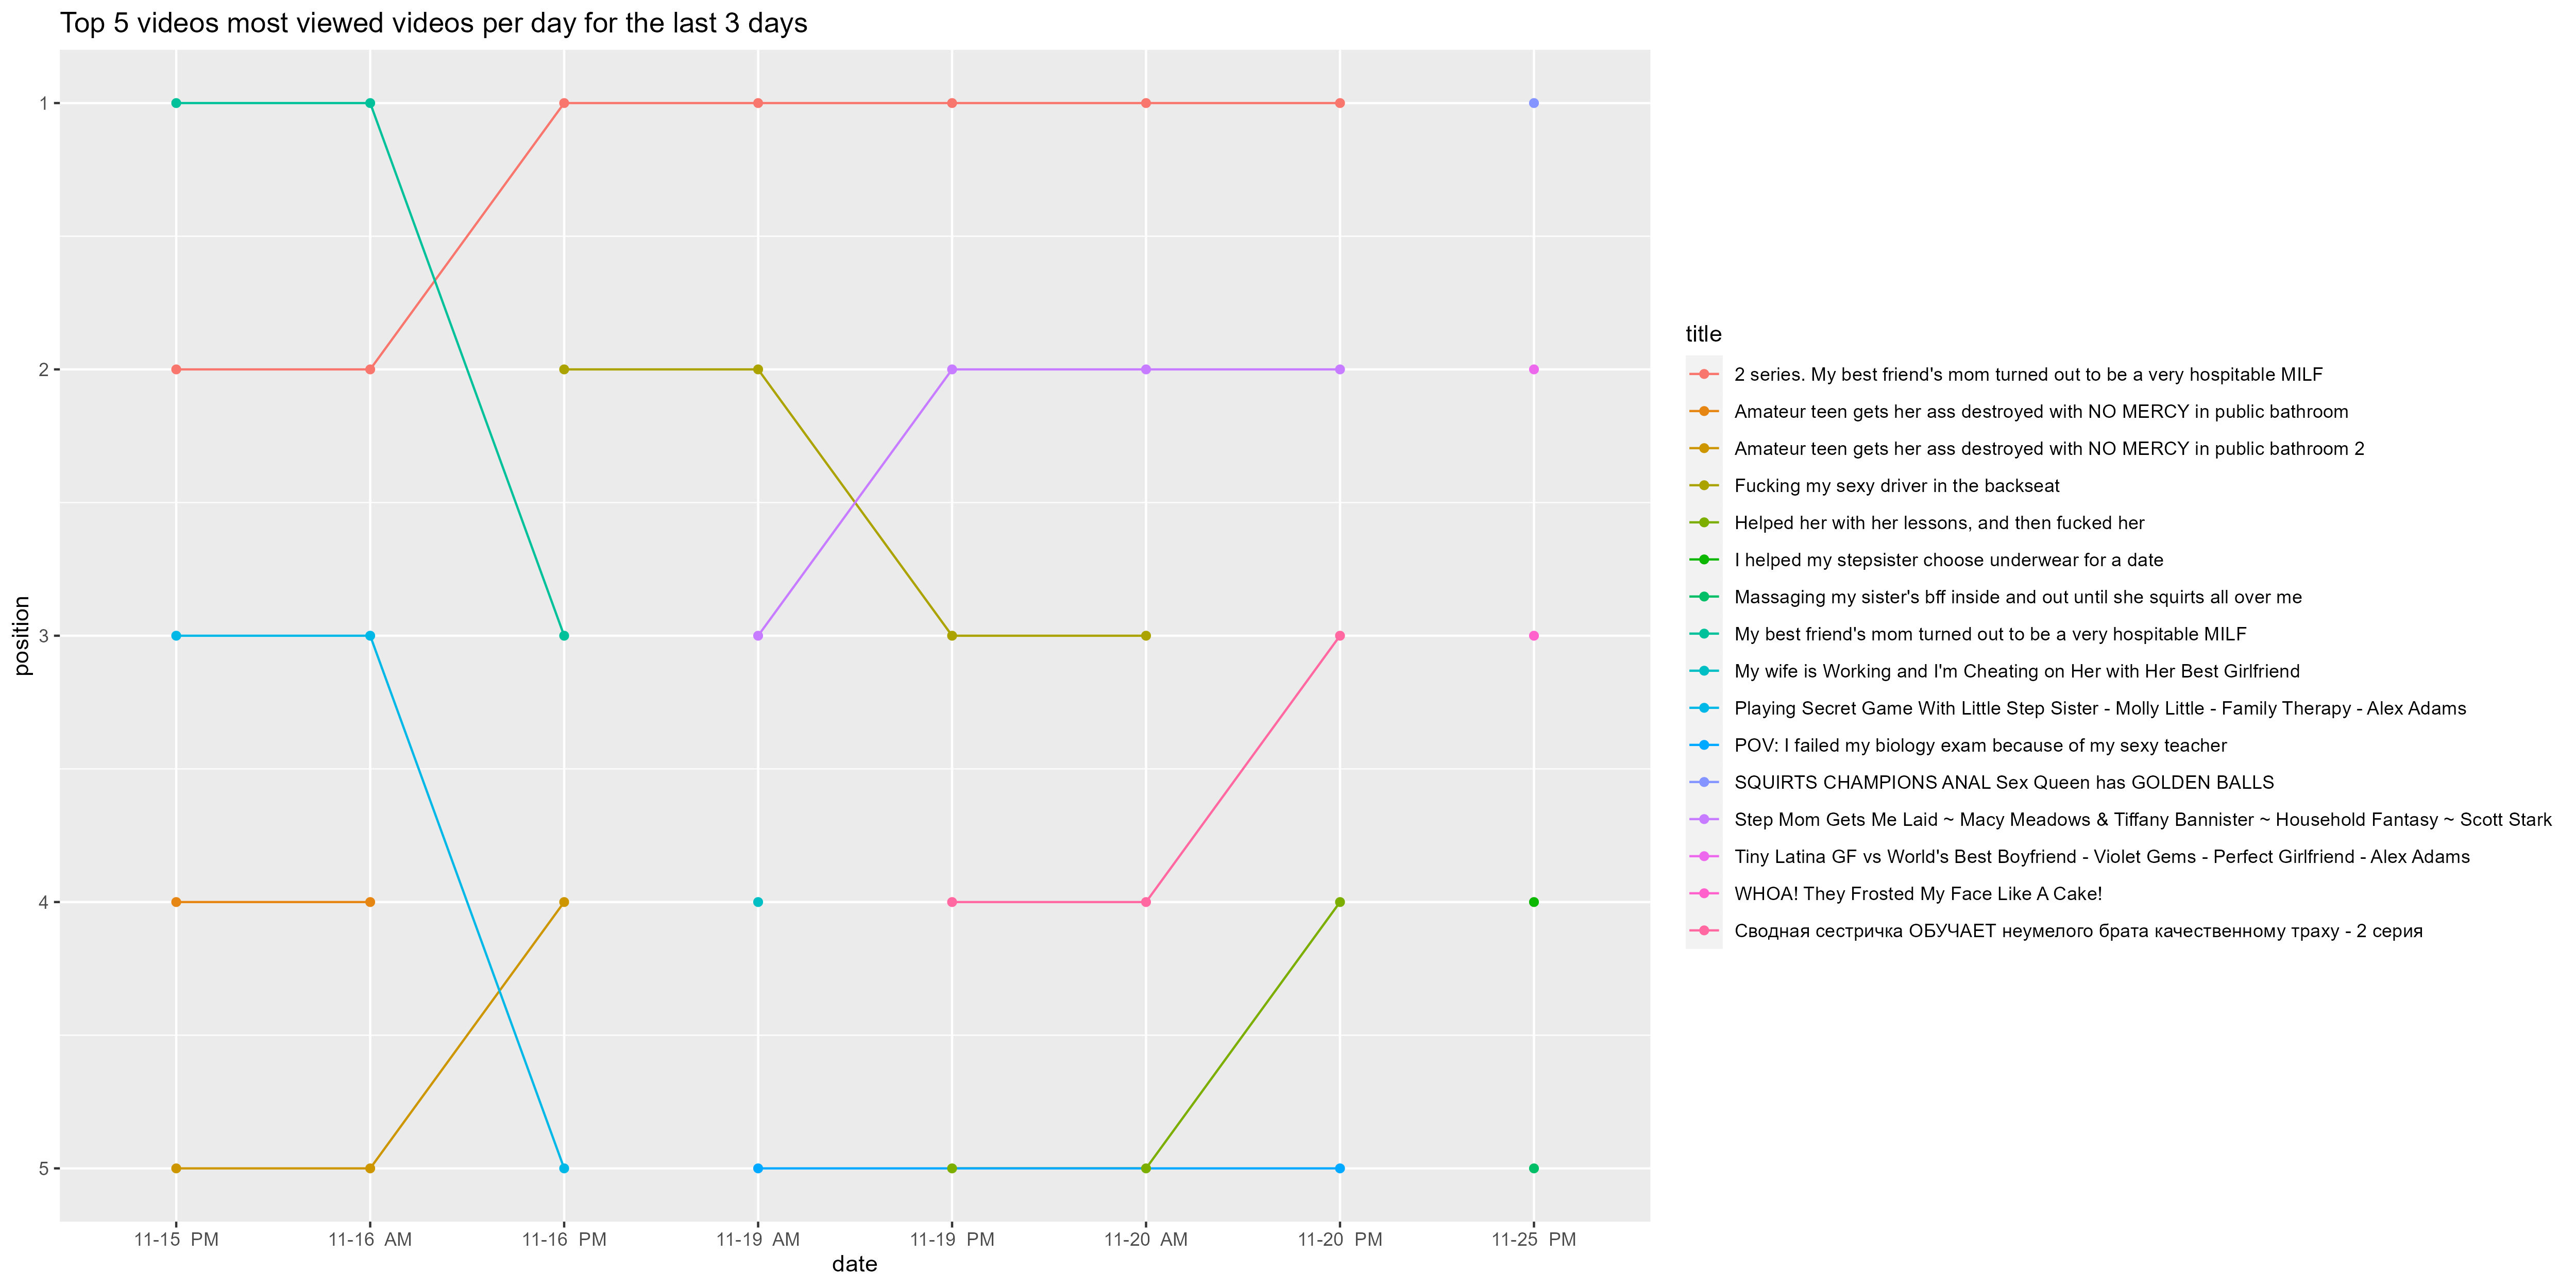 Top 5 videos most viewed videos per day for the last 3 days
1
2
3
4
5
position
11-15 PM
11-16 AM
11-16 PM
11-19 AM
11-19 PM
11-20 AM
11-20 PM
11-25 PM
date
title
2 series. My best friend's mom turned out to be a very hospitable MILF
Amateur teen gets her ass destroyed with NO MERCY in public bathroom
Amateur teen gets her ass destroyed with NO MERCY in public bathroom 2
Fucking my sexy driver in the backseat
Helped her with her lessons, and then fucked her
I helped my stepsister choose underwear for a date
Massaging my sister's bff inside and out until she squirts all over me
My best friend's mom turned out to be a very hospitable MILF
My wife is Working and I'm Cheating on Her with Her Best Girlfriend
Playing Secret Game With Little Step Sister - Molly Little - Family Therapy - Alex Adams
POV: I failed my biology exam because of my sexy teacher
SQUIRTS CHAMPIONS ANAL Sex Queen has GOLDEN BALLS
Step Mom Gets Me Laid ~ Macy Meadows & Tiffany Bannister ~ Household Fantasy ~ Scott Stark
Tiny Latina GF vs World's Best Boyfriend - Violet Gems - Perfect Girlfriend - Alex Adams
WHOA! They Frosted My Face Like A Cake!
Сводная сестричка ОБУЧАЕТ неумелого брата качественному траху - 2 серия